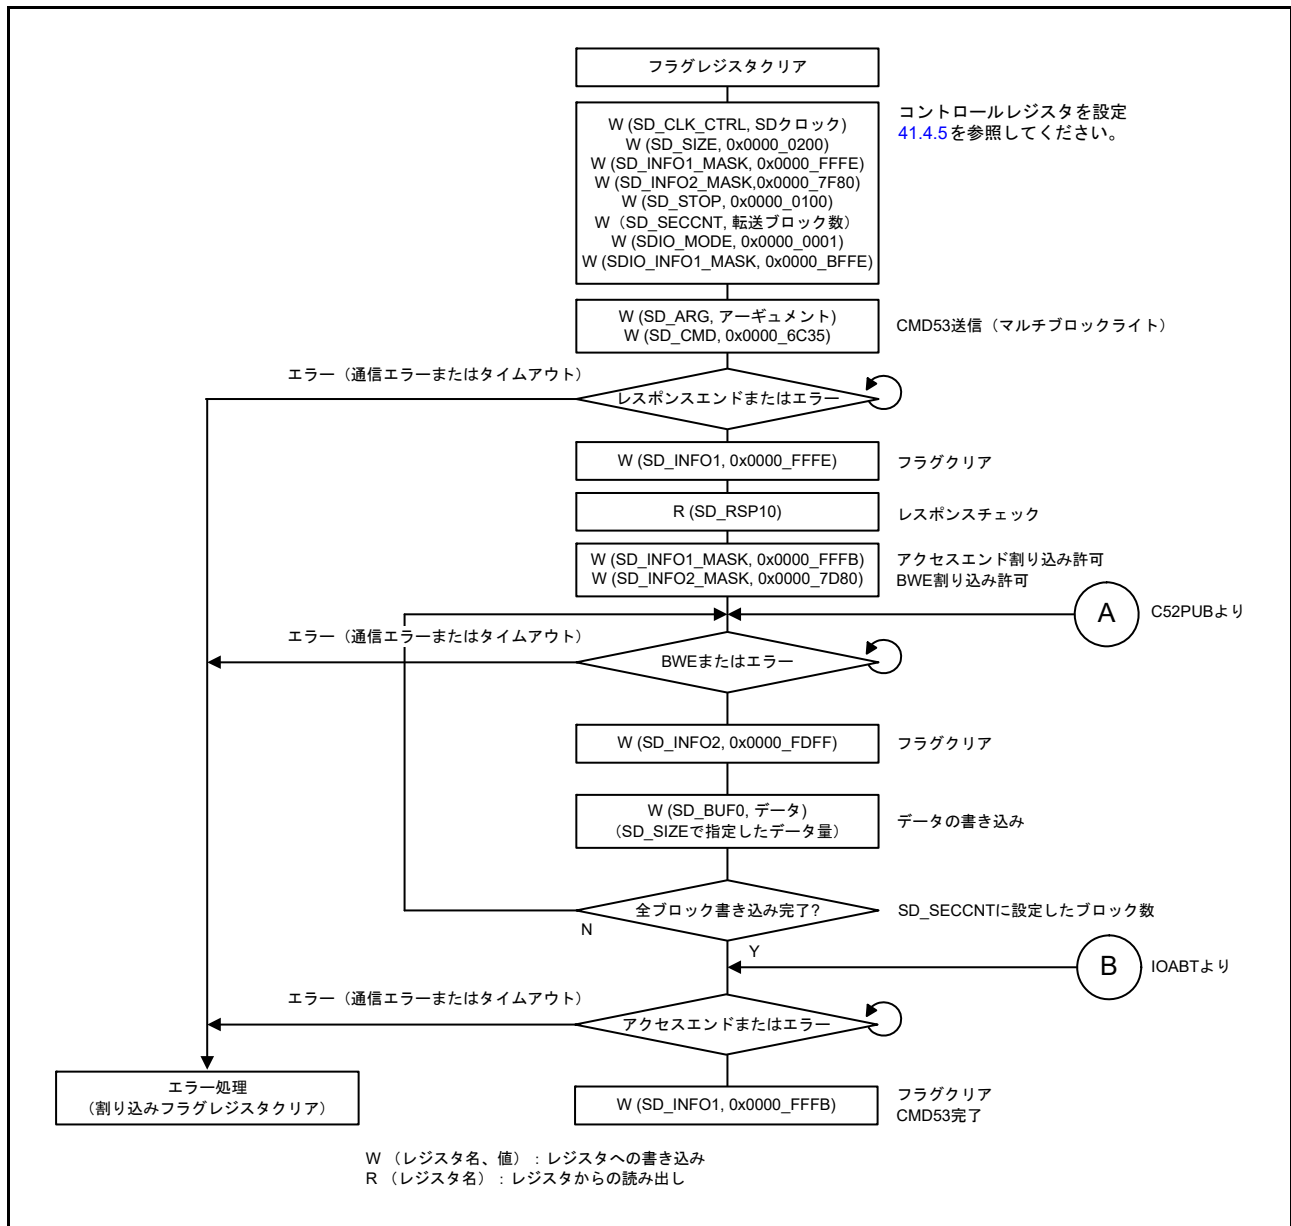 フラグレジスタクリア
W (SD_CLK_CTRL, SDクロック)
W (SD_SIZE, 0x0000_0200)
W (SD_INFO1_MASK, 0x0000_FFFE)
W (SD_INFO2_MASK,0x0000_7F80)
W (SD_STOP, 0x0000_0100)
W（SD_SECCNT, 転送ブロック数）
W (SDIO_MODE, 0x0000_0001)
W (SDIO_INFO1_MASK, 0x0000_BFFE)
コントロールレジスタを設定
41.4.5を参照してください。
W (SD_ARG, アーギュメント)
W (SD_CMD, 0x0000_6C35)
CMD53送信（マルチブロックライト）
エラー（通信エラーまたはタイムアウト）
レスポンスエンドまたはエラー
W (SD_INFO1, 0x0000_FFFE)
フラグクリア
R (SD_RSP10)
レスポンスチェック
W (SD_INFO1_MASK, 0x0000_FFFB)
W (SD_INFO2_MASK, 0x0000_7D80)
アクセスエンド割り込み許可
BWE割り込み許可
A
C52PUBより
エラー（通信エラーまたはタイムアウト）
BWEまたはエラー
W (SD_INFO2, 0x0000_FDFF)
フラグクリア
W (SD_BUF0, データ)
（SD_SIZEで指定したデータ量）
データの書き込み
全ブロック書き込み完了?
SD_SECCNTに設定したブロック数
N
Y
B
IOABTより
エラー（通信エラーまたはタイムアウト）
アクセスエンドまたはエラー
エラー処理
（割り込みフラグレジスタクリア）
W (SD_INFO1, 0x0000_FFFB)
フラグクリア
CMD53完了
W （レジスタ名、値）：レジスタへの書き込み
R （レジスタ名）：レジスタからの読み出し